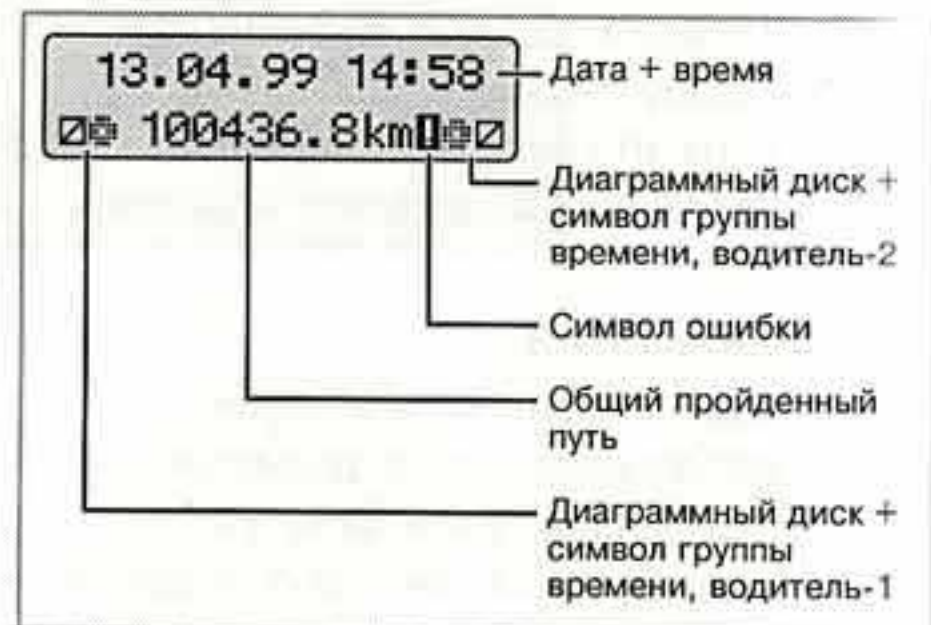 13.04.99 14:58
100436.8km
Дата + время
Диаграммный диск +
символ группы
времени, водитель-2
Символ ошибки
Общий пройденный
путь
Диаграммный диск +
символ группы
времени, водитель-1